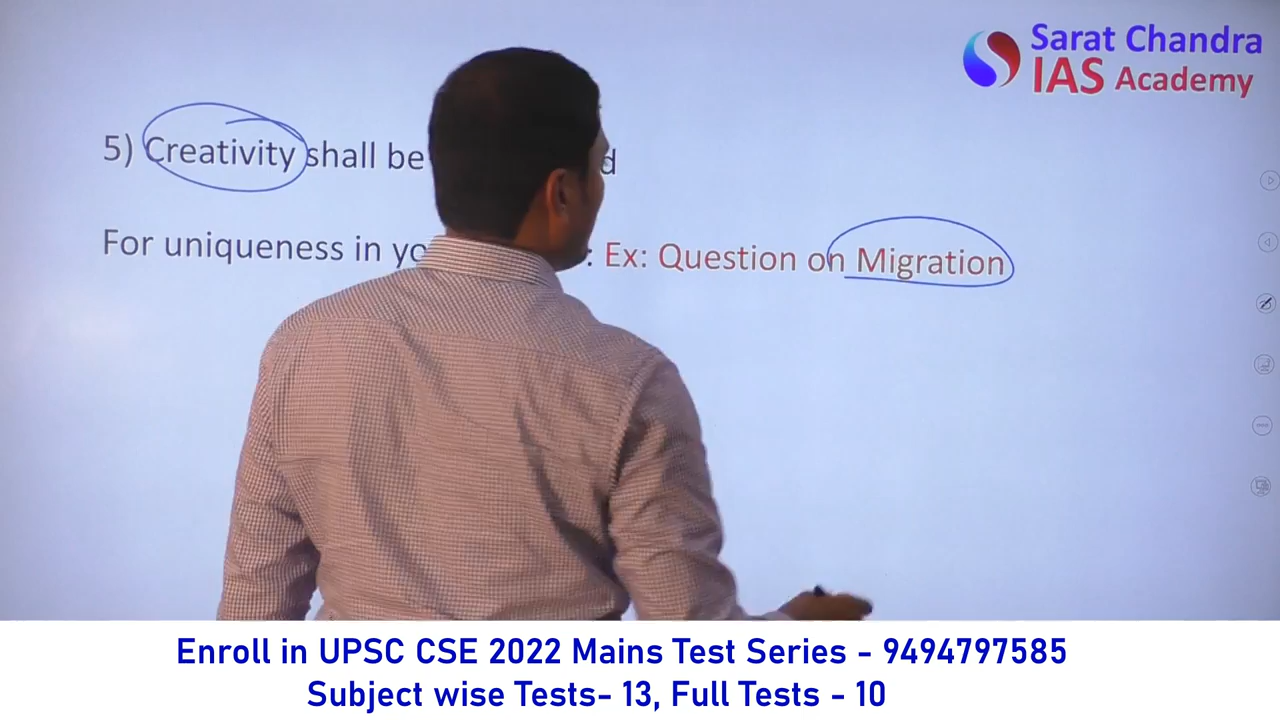 Sarat Chandra
IAS Academy
5) Creativity shall be
For uniqueness in : Ex: Question on Migration
Enroll in UPSC CSE 2022 Mains Test Series - 9494797585
Subject wise Tests- 13, Full Tests - 10